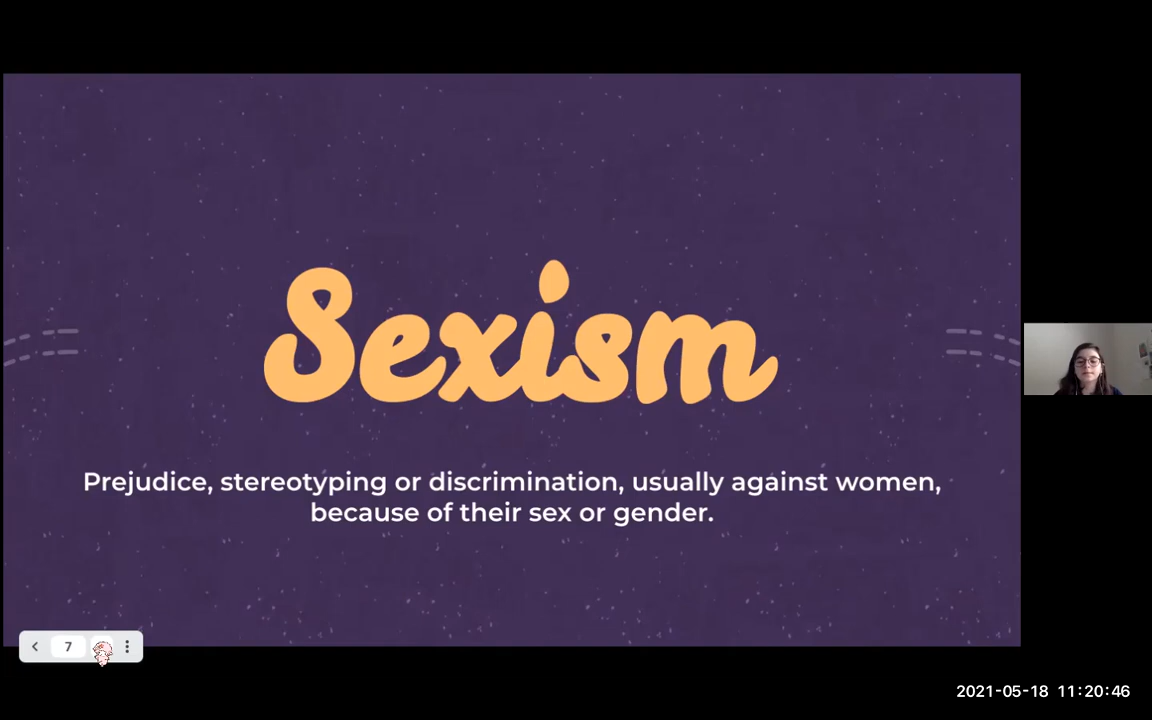 Sexism
Prejudice, stereotyping or discrimination, usually against women,
because of their sex or gender.
7
2021-05-18 11:20:46